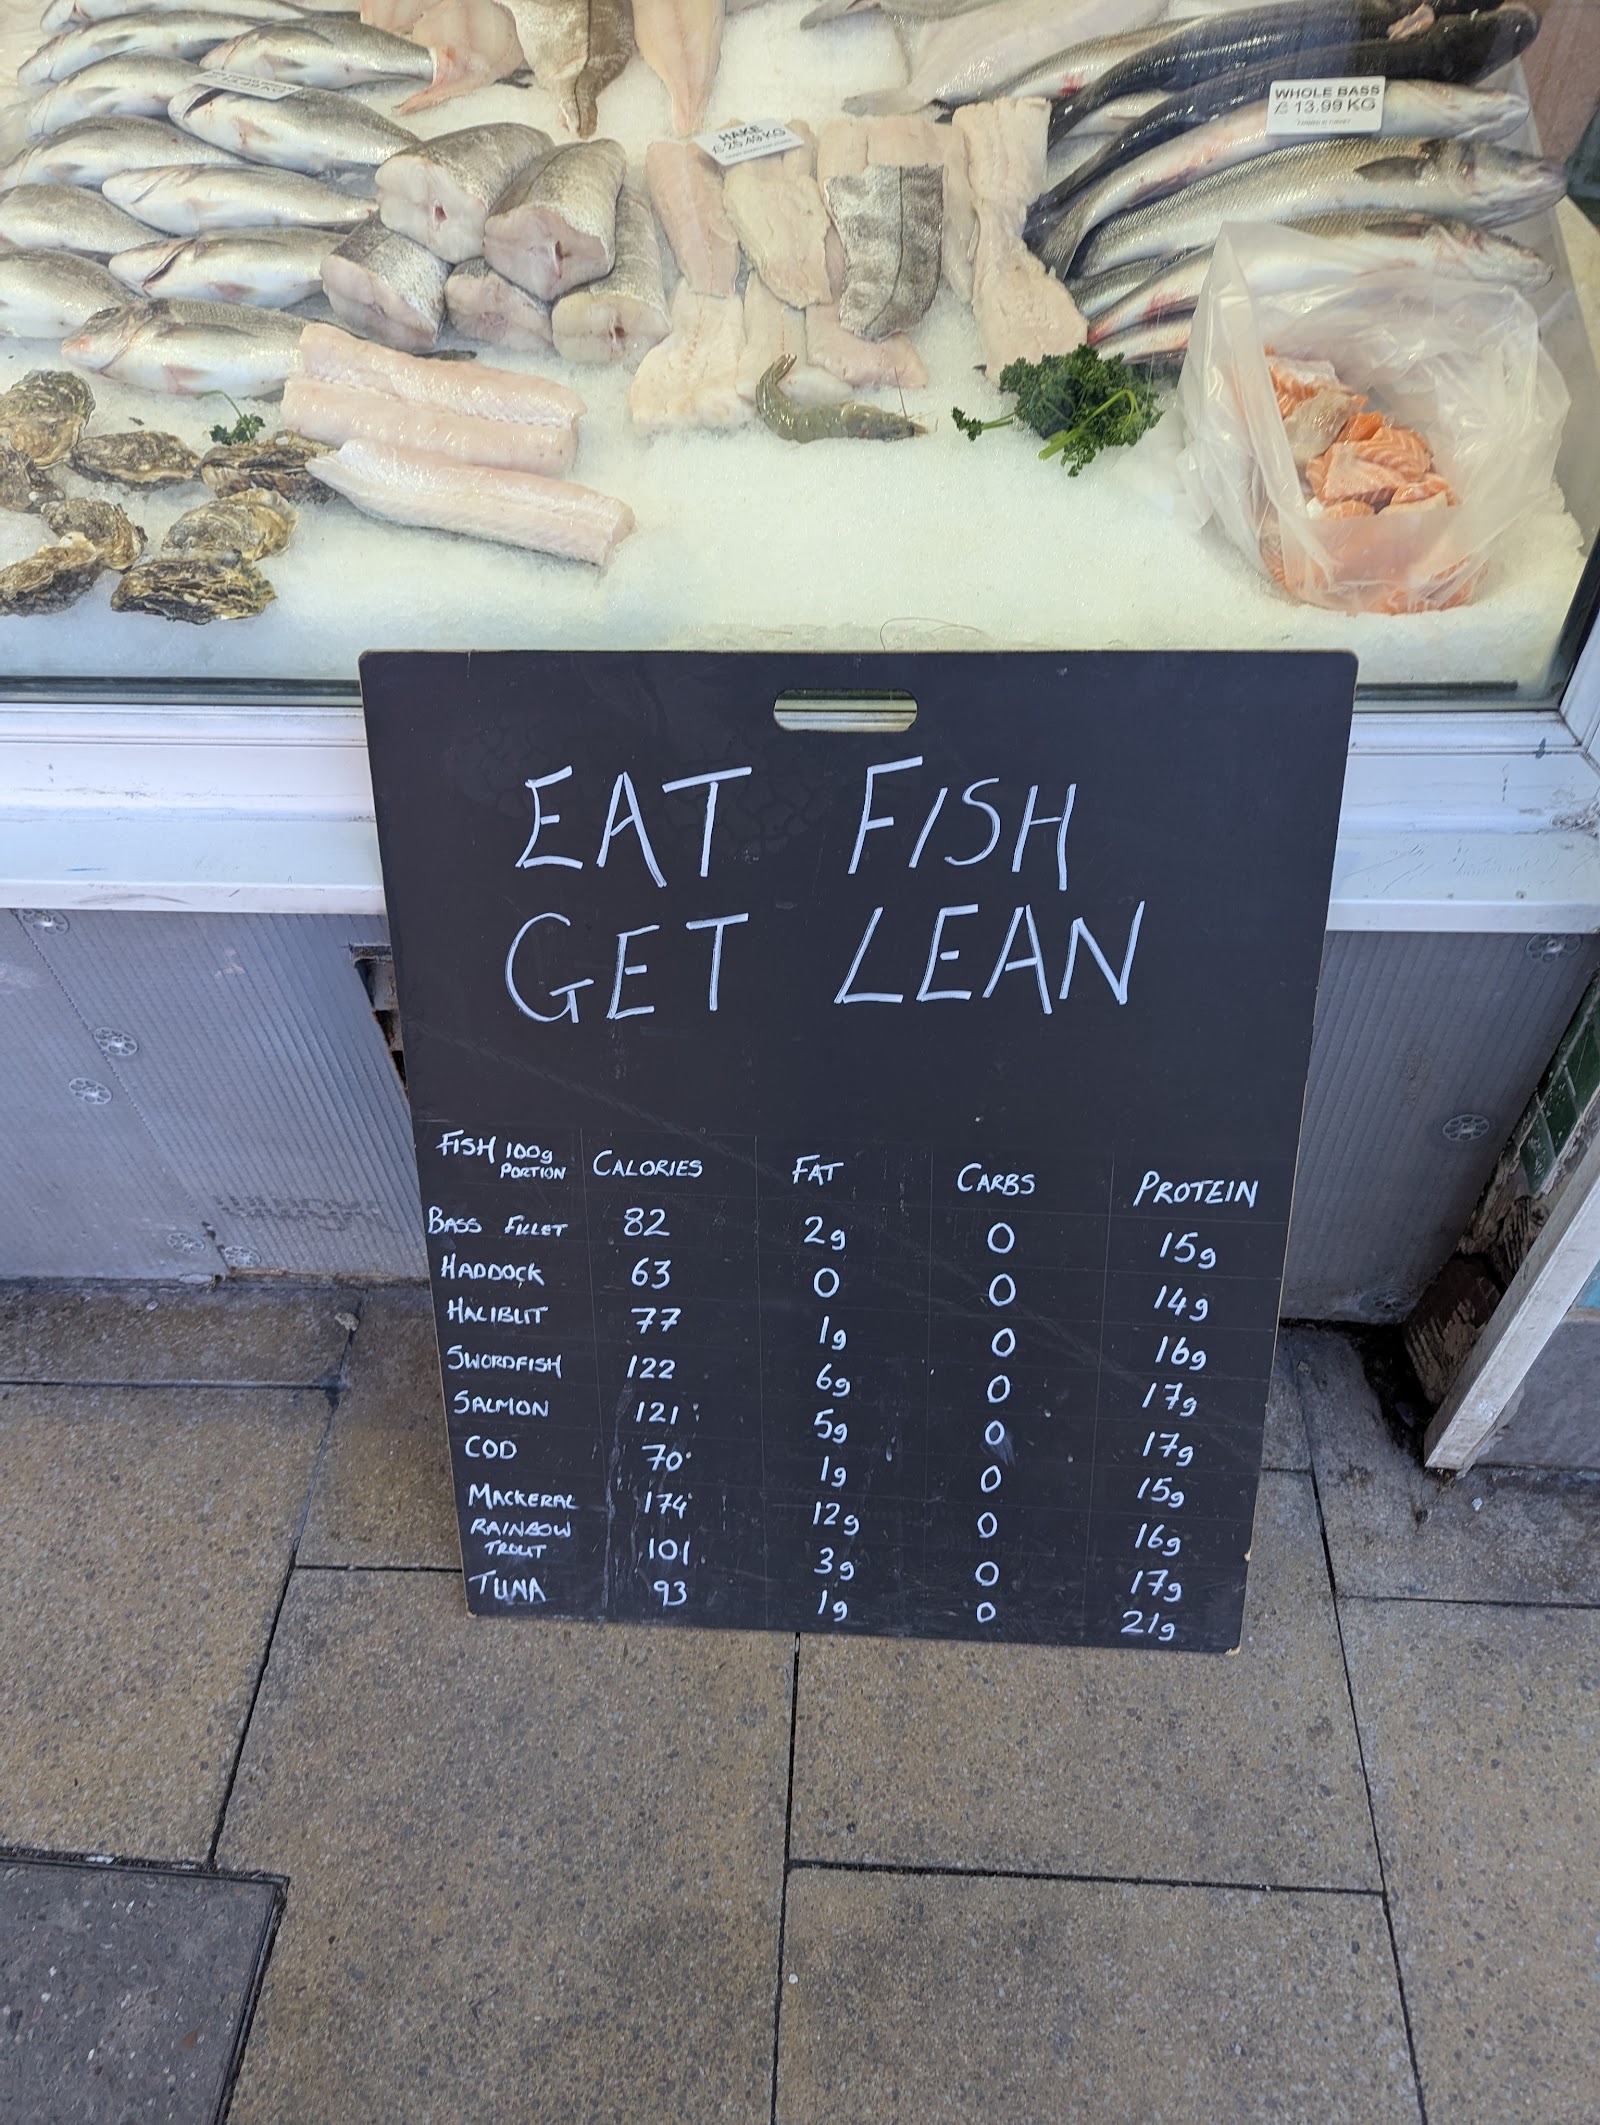 WHOLE BASS
£ 13.99 KG
HAKE
£ 25.49 KG
EAT FISH
GET LEAN
FISH 100g PORTION CALORIES FAT CARBS PROTEIN
BASS FILLET 82 2g 0 15g
HADDOCK 63 0 0 14g
HALIBUT 77 1g 0 16g
SWORDFISH 122 6g 0 17g
SALMON 121 5g 0 17g
COD 70 1g 0 15g
MACKERAL 174 12g 0 16g
RAINBOW TROUT 101 3g 0 17g
TUNA 93 1g 0 21g